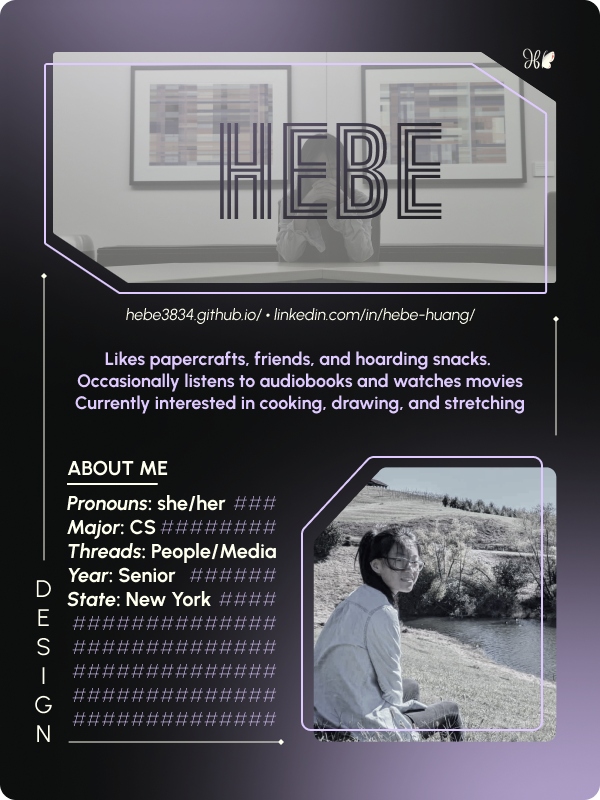 HEBE
hebe3834.github.io/ • linkedin.com/in/hebe-huang/
Likes papercrafts, friends, and hoarding snacks.
Occasionally listens to audiobooks and watches movies
Currently interested in cooking, drawing, and stretching
ABOUT ME
Pronouns: she/her ###
Major: CS ########
Threads: People/Media
Year: Senior ######
State: New York ####
##############
##############
##############
##############
##############
DESIGN